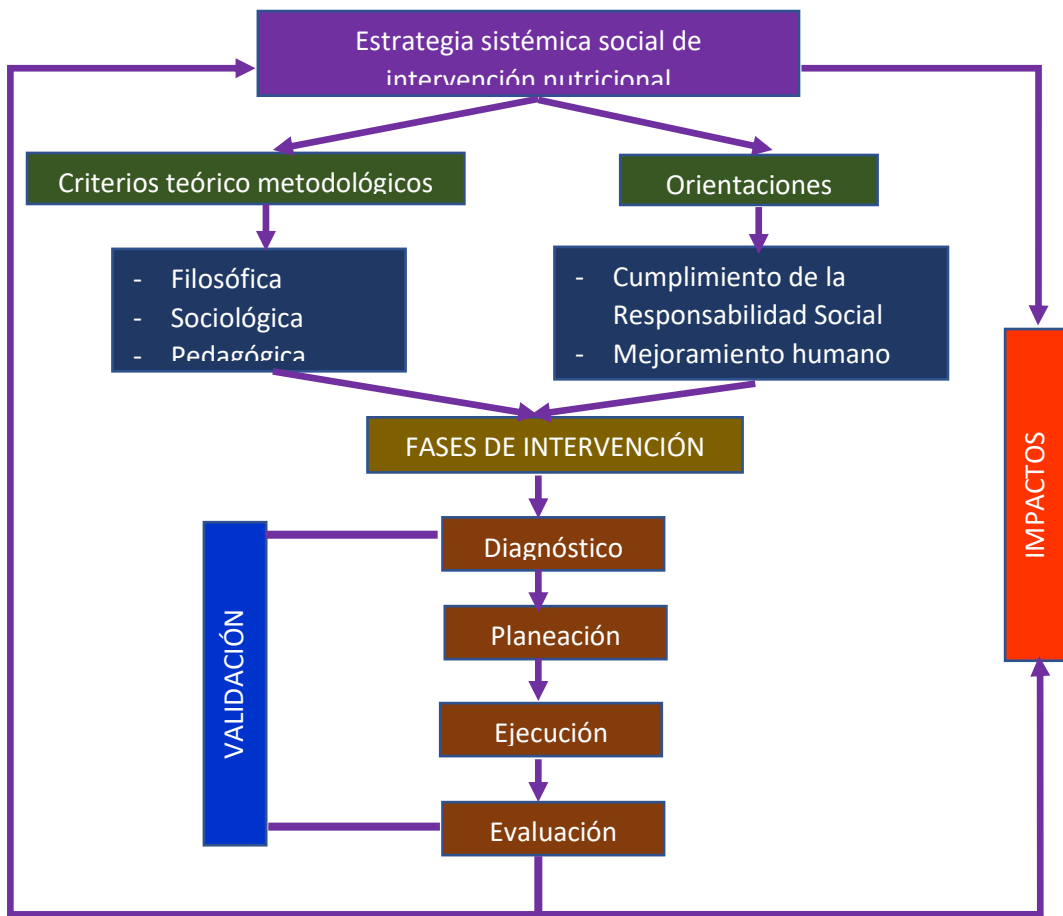 Estrategia sistémica social de
intervención nutricional
Criterios teórico metodológicos
Orientaciones
- Filosófica
- Sociológica
- Pedagógica
- Cumplimiento de la
Responsabilidad Social
- Mejoramiento humano
FASES DE INTERVENCIÓN
Diagnóstico
Planeación
Ejecución
Evaluación
VALIDACIÓN
IMPACTOS